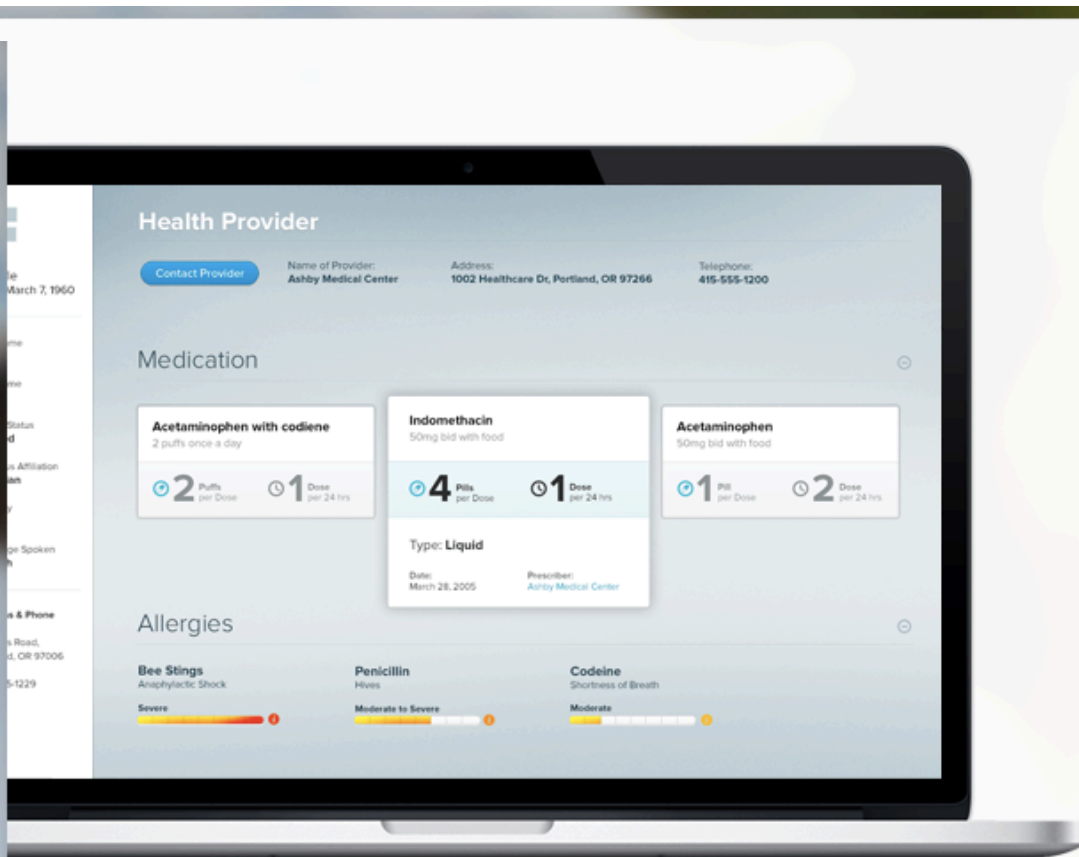 le
March 7, 1960
me
me
Status
d
us Affiliation
ian
y
ge Spoken
h
s & Phone
s Road,
d, OR 97006
5-1229
Health Provider
Contact Provider
Name of Provider:
Ashby Medical Center
Address:
1002 Healthcare Dr, Portland, OR 97266
Telephone:
415-555-1200
Medication
Acetaminophen with codiene
2 puffs once a day
2 Puffs per Dose
1 Dose per 24 hrs
Indomethacin
50mg bid with food
4 Pills per Dose
1 Dose per 24 hrs
Type: Liquid
Date:
March 28, 2005
Prescriber:
Ashby Medical Center
Acetaminophen
50mg bid with food
1 Pill per Dose
2 Dose per 24 hrs
Allergies
Bee Stings
Anaphylactic Shock
Severe
Penicillin
Hives
Moderate to Severe
Codeine
Shortness of Breath
Moderate